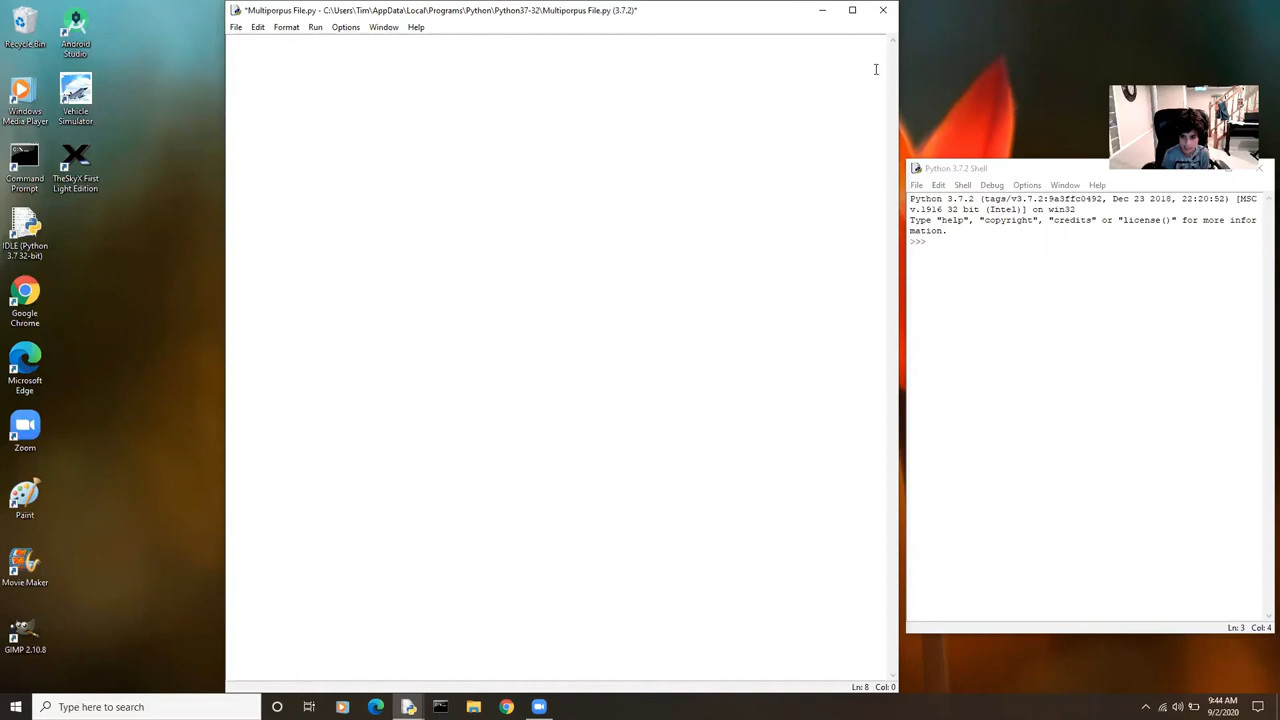 *Multiporpus File.py - C:\Users\Tim\AppData\Local\Programs\Python\Python37-32\Multiporpus File.py (3.7.2)*
File Edit Format Run Options Window Help
Recycle Bin
Android
Studio
Windows
Media Player
Vehicle
Simulator
Command
Prompt
TheSkyX First
Light Edition
IDLE (Python
3.7 32-bit)
Google
Chrome
Microsoft
Edge
Zoom
Paint
Movie Maker
GIMP 2.10.8
Python 3.7.2 Shell
File Edit Shell Debug Options Window Help
Python 3.7.2 (tags/v3.7.2:9a3ffc0492, Dec 23 2018, 22:20:52) [MSC
v.1916 32 bit (Intel)] on win32
Type "help", "copyright", "credits" or "license()" for more infor
mation.
>>>
Ln: 3 Col: 4
Ln: 8 Col: 0
Type here to search
9:44 AM
9/2/2020